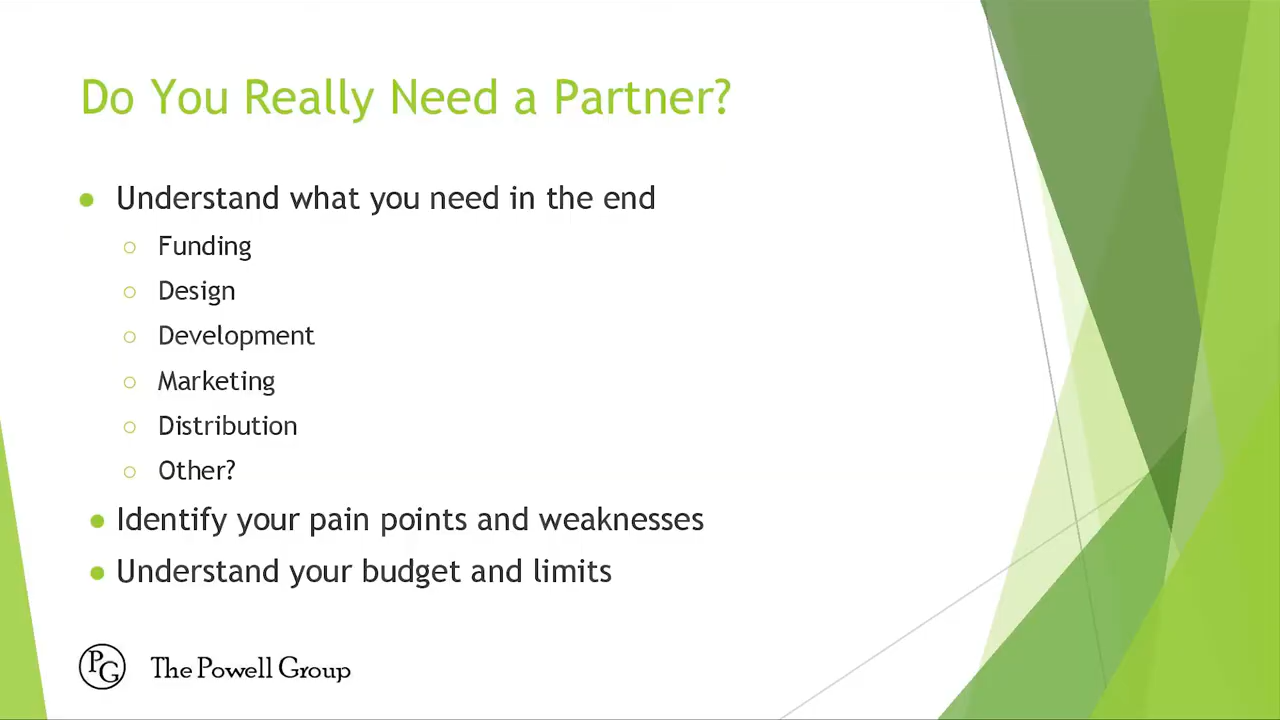 Do You Really Need a Partner?
● Understand what you need in the end
○ Funding
○ Design
○ Development
○ Marketing
○ Distribution
○ Other?
● Identify your pain points and weaknesses
● Understand your budget and limits
PG The Powell Group